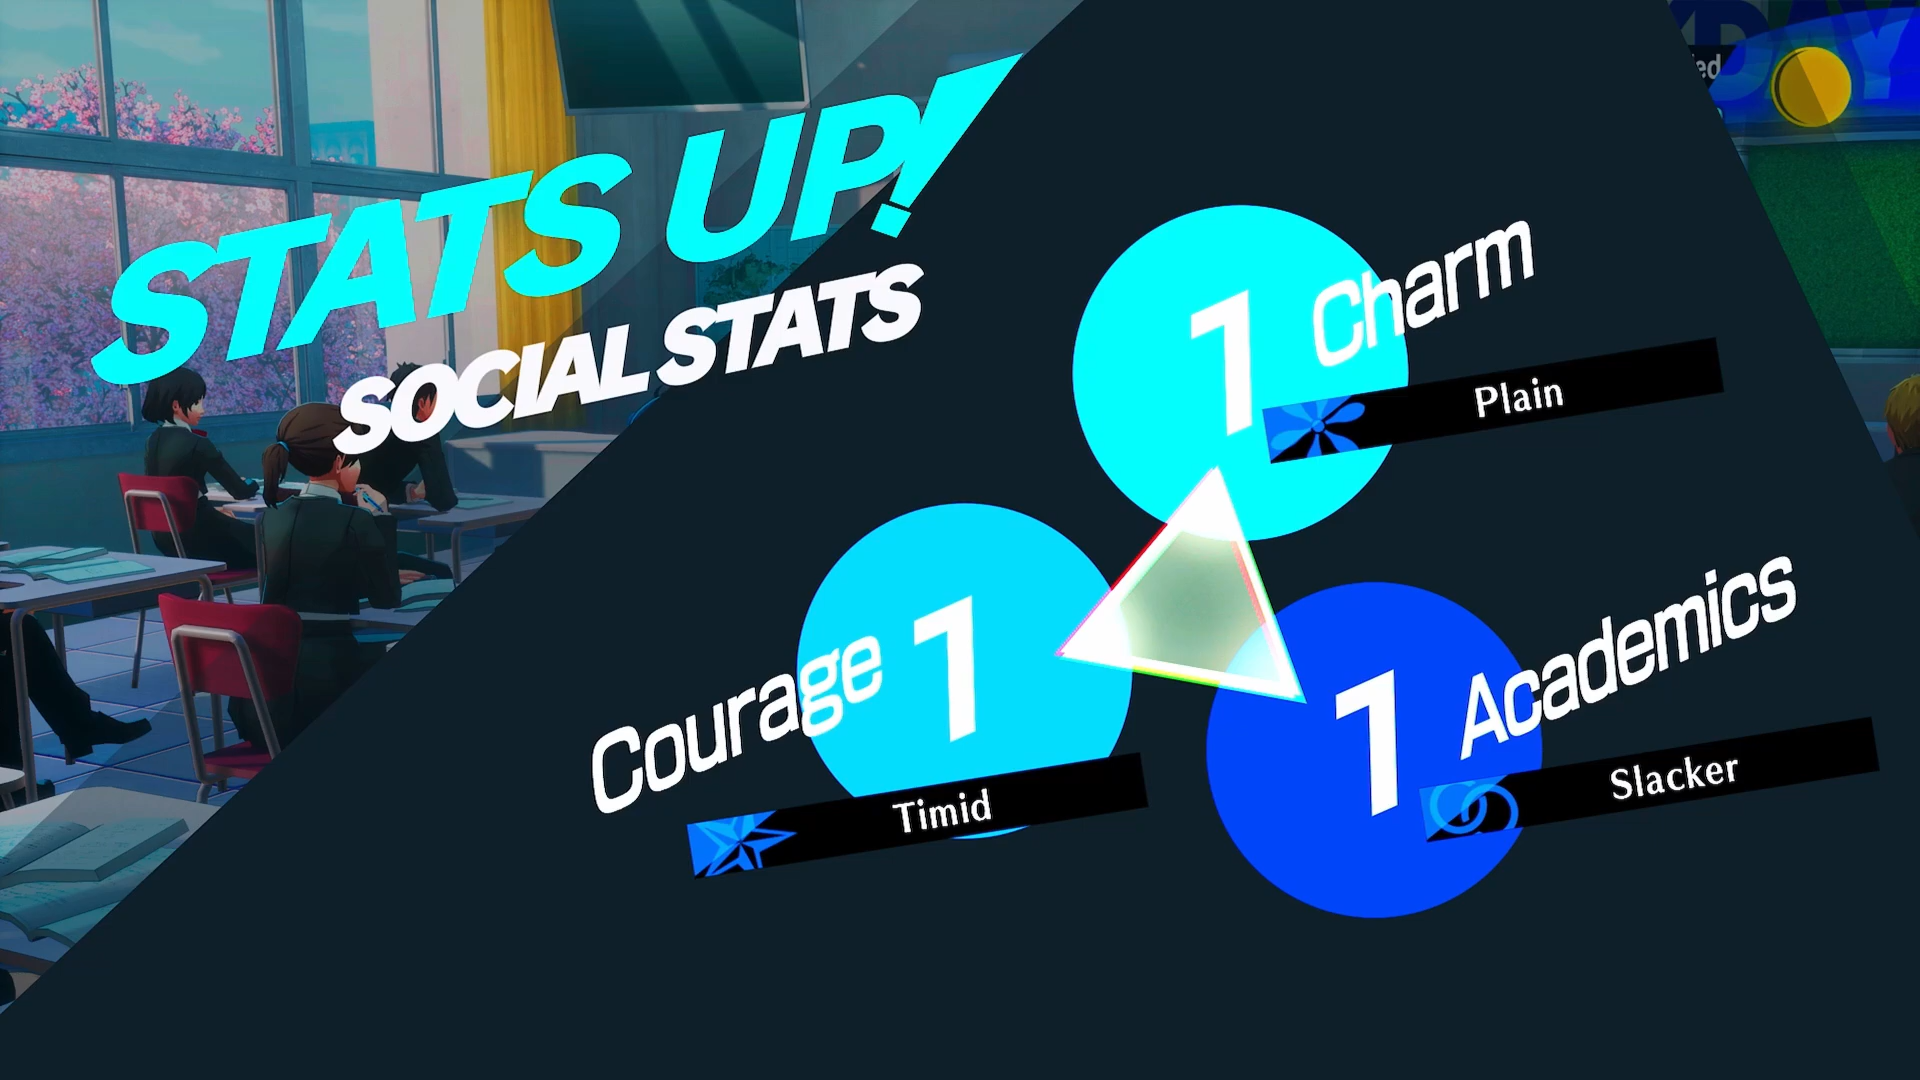 STATS UP!
SOCIAL STATS
1 Charm
Plain
Courage 1
Timid
1 Academics
Slacker